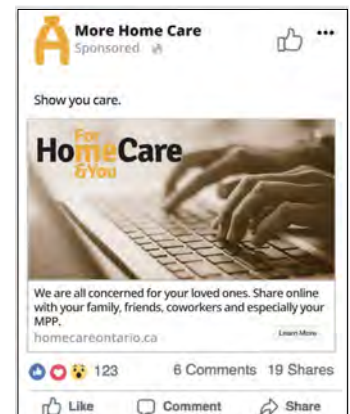 More Home Care
Sponsored
Show you care.
For
HomeCare
&You
We are all concerned for your loved ones. Share online
with your family, friends, coworkers and especially your
MPP.
homecareontario.ca
Learn More
123
6 Comments 19 Shares
Like Comment Share